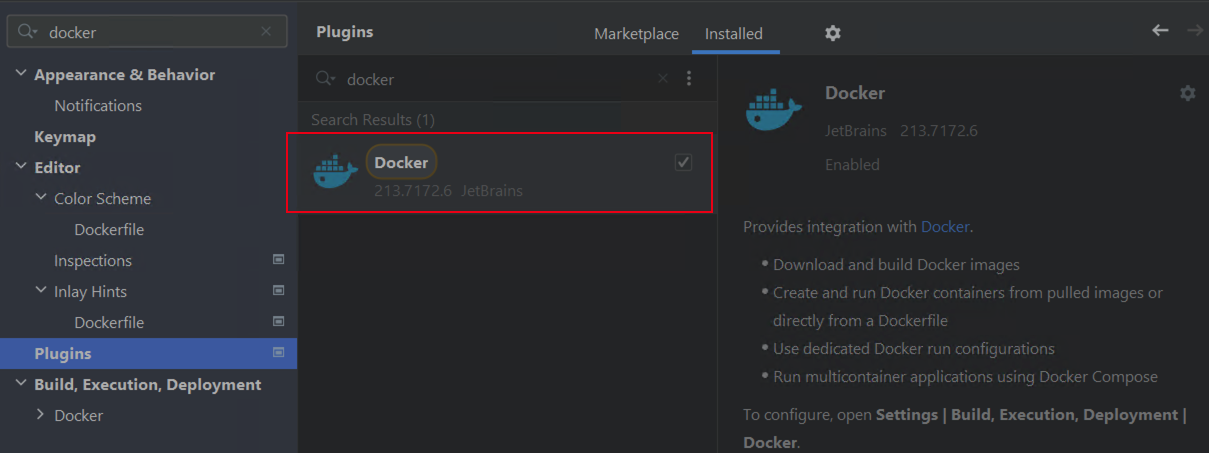 docker
Appearance & Behavior
Notifications
Keymap
Editor
Color Scheme
Dockerfile
Inspections
Inlay Hints
Dockerfile
Plugins
Build, Execution, Deployment
Docker
Plugins
Marketplace
Installed
docker
Search Results (1)
Docker
213.7172.6 JetBrains
Docker
JetBrains 213.7172.6
Enabled
Provides integration with Docker.
• Download and build Docker images
• Create and run Docker containers from pulled images or
directly from a Dockerfile
• Use dedicated Docker run configurations
• Run multicontainer applications using Docker Compose
To configure, open Settings | Build, Execution, Deployment |
Docker.